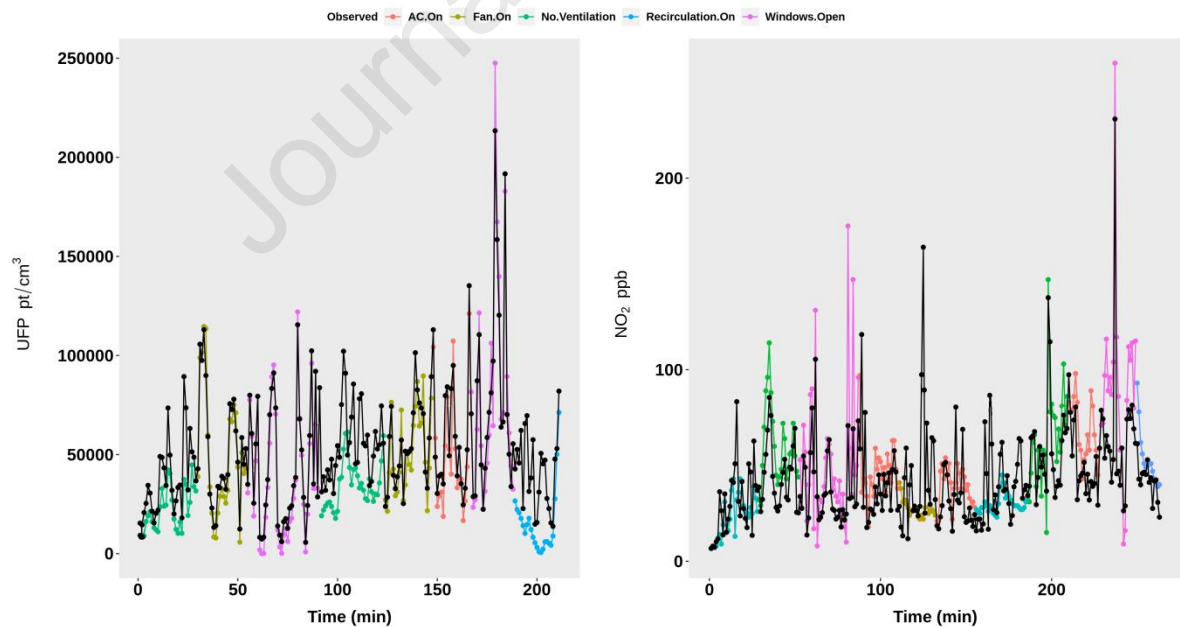 Observed AC.On Fan.On No.Ventilation Recirculation.On Windows.Open
Journa
UFP pt/cm³
250000
200000
150000
100000
50000
0
0 50 100 150 200
Time (min)
NO₂ ppb
200
100
0
0 100 200
Time (min)